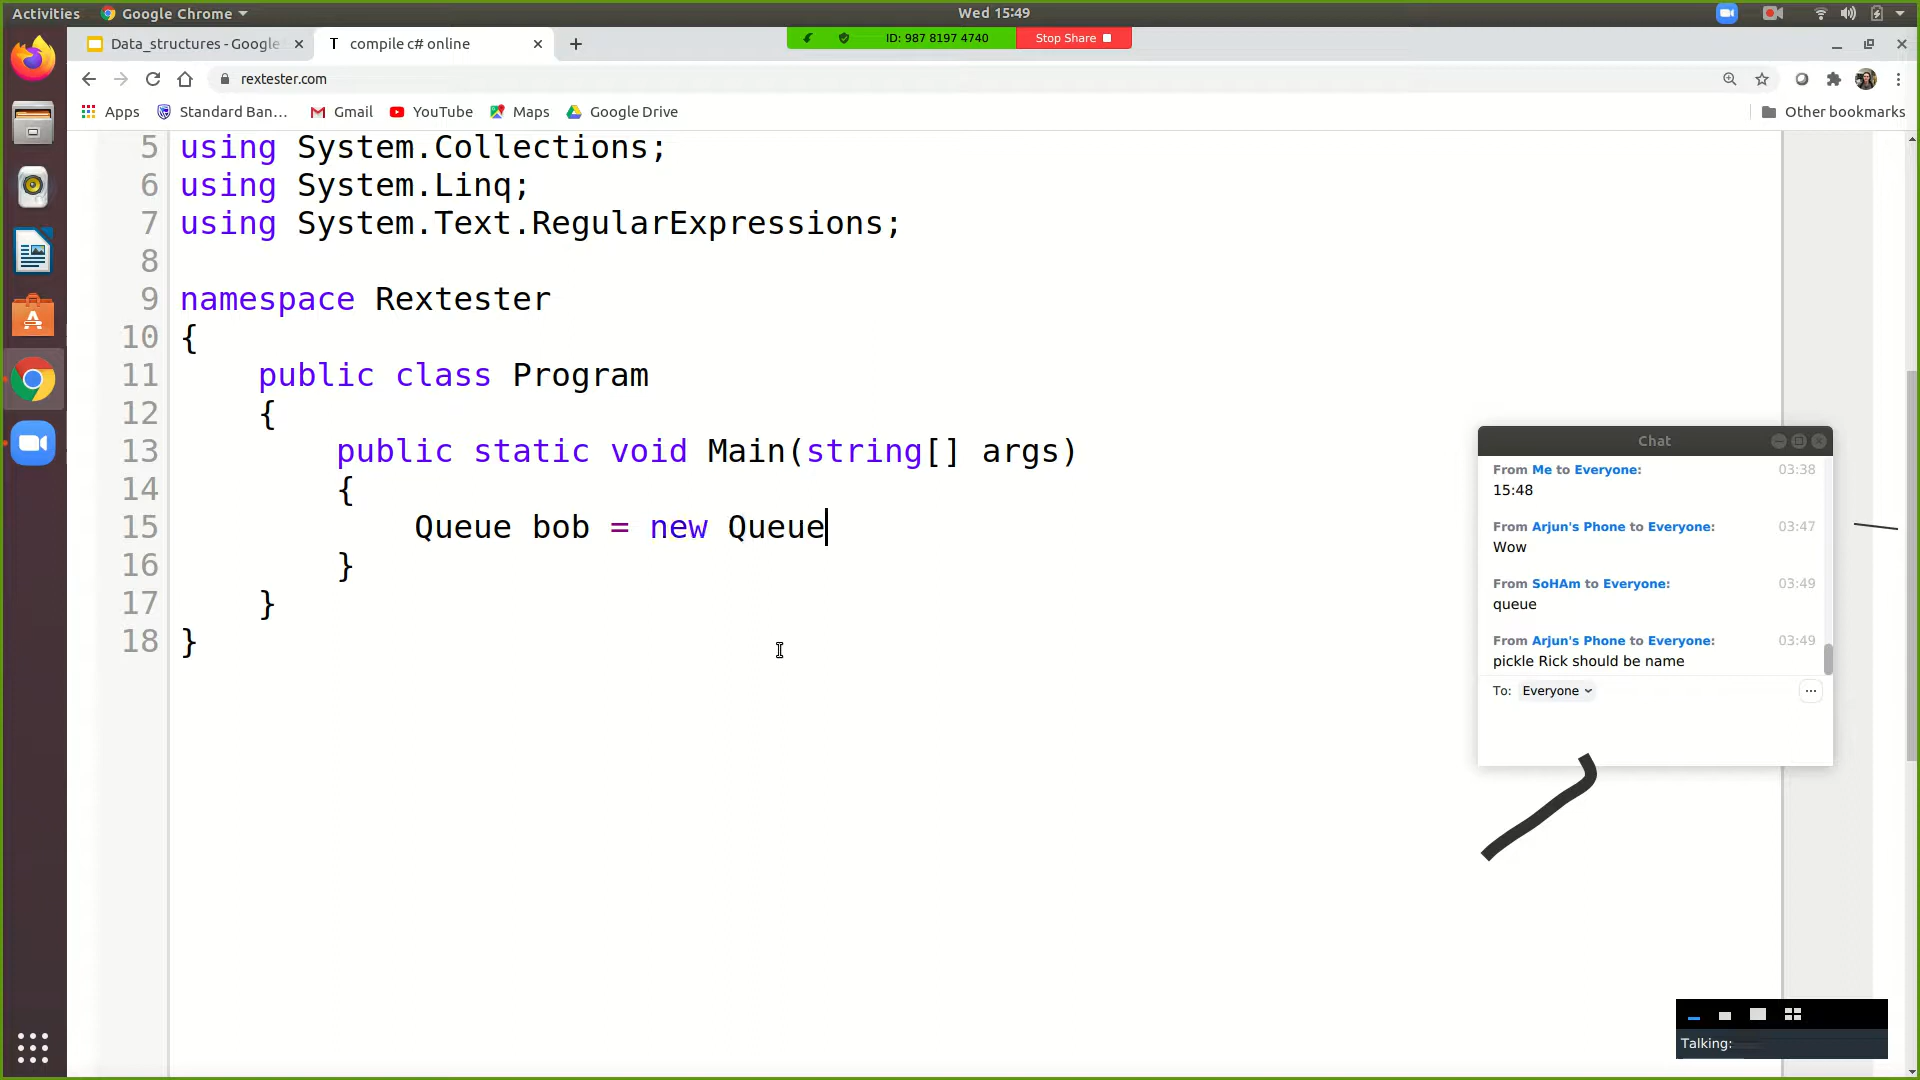 Activities Google Chrome Wed 15:49
Data_structures - Google compile c# online ID: 987 8197 4740 Stop Share
rextester.com
Apps Standard Ban... Gmail YouTube Maps Google Drive Other bookmarks
5 using System.Collections;
6 using System.Linq;
7 using System.Text.RegularExpressions;
8
9 namespace Rextester
10 {
11 public class Program
12 {
13 public static void Main(string[] args)
14 {
15 Queue bob = new Queue
16 }
17 }
18 }
Chat
From Me to Everyone: 03:38
15:48
From Arjun's Phone to Everyone: 03:47
Wow
From SoHAm to Everyone: 03:49
queue
From Arjun's Phone to Everyone: 03:49
pickle Rick should be name
To: Everyone
Talking: